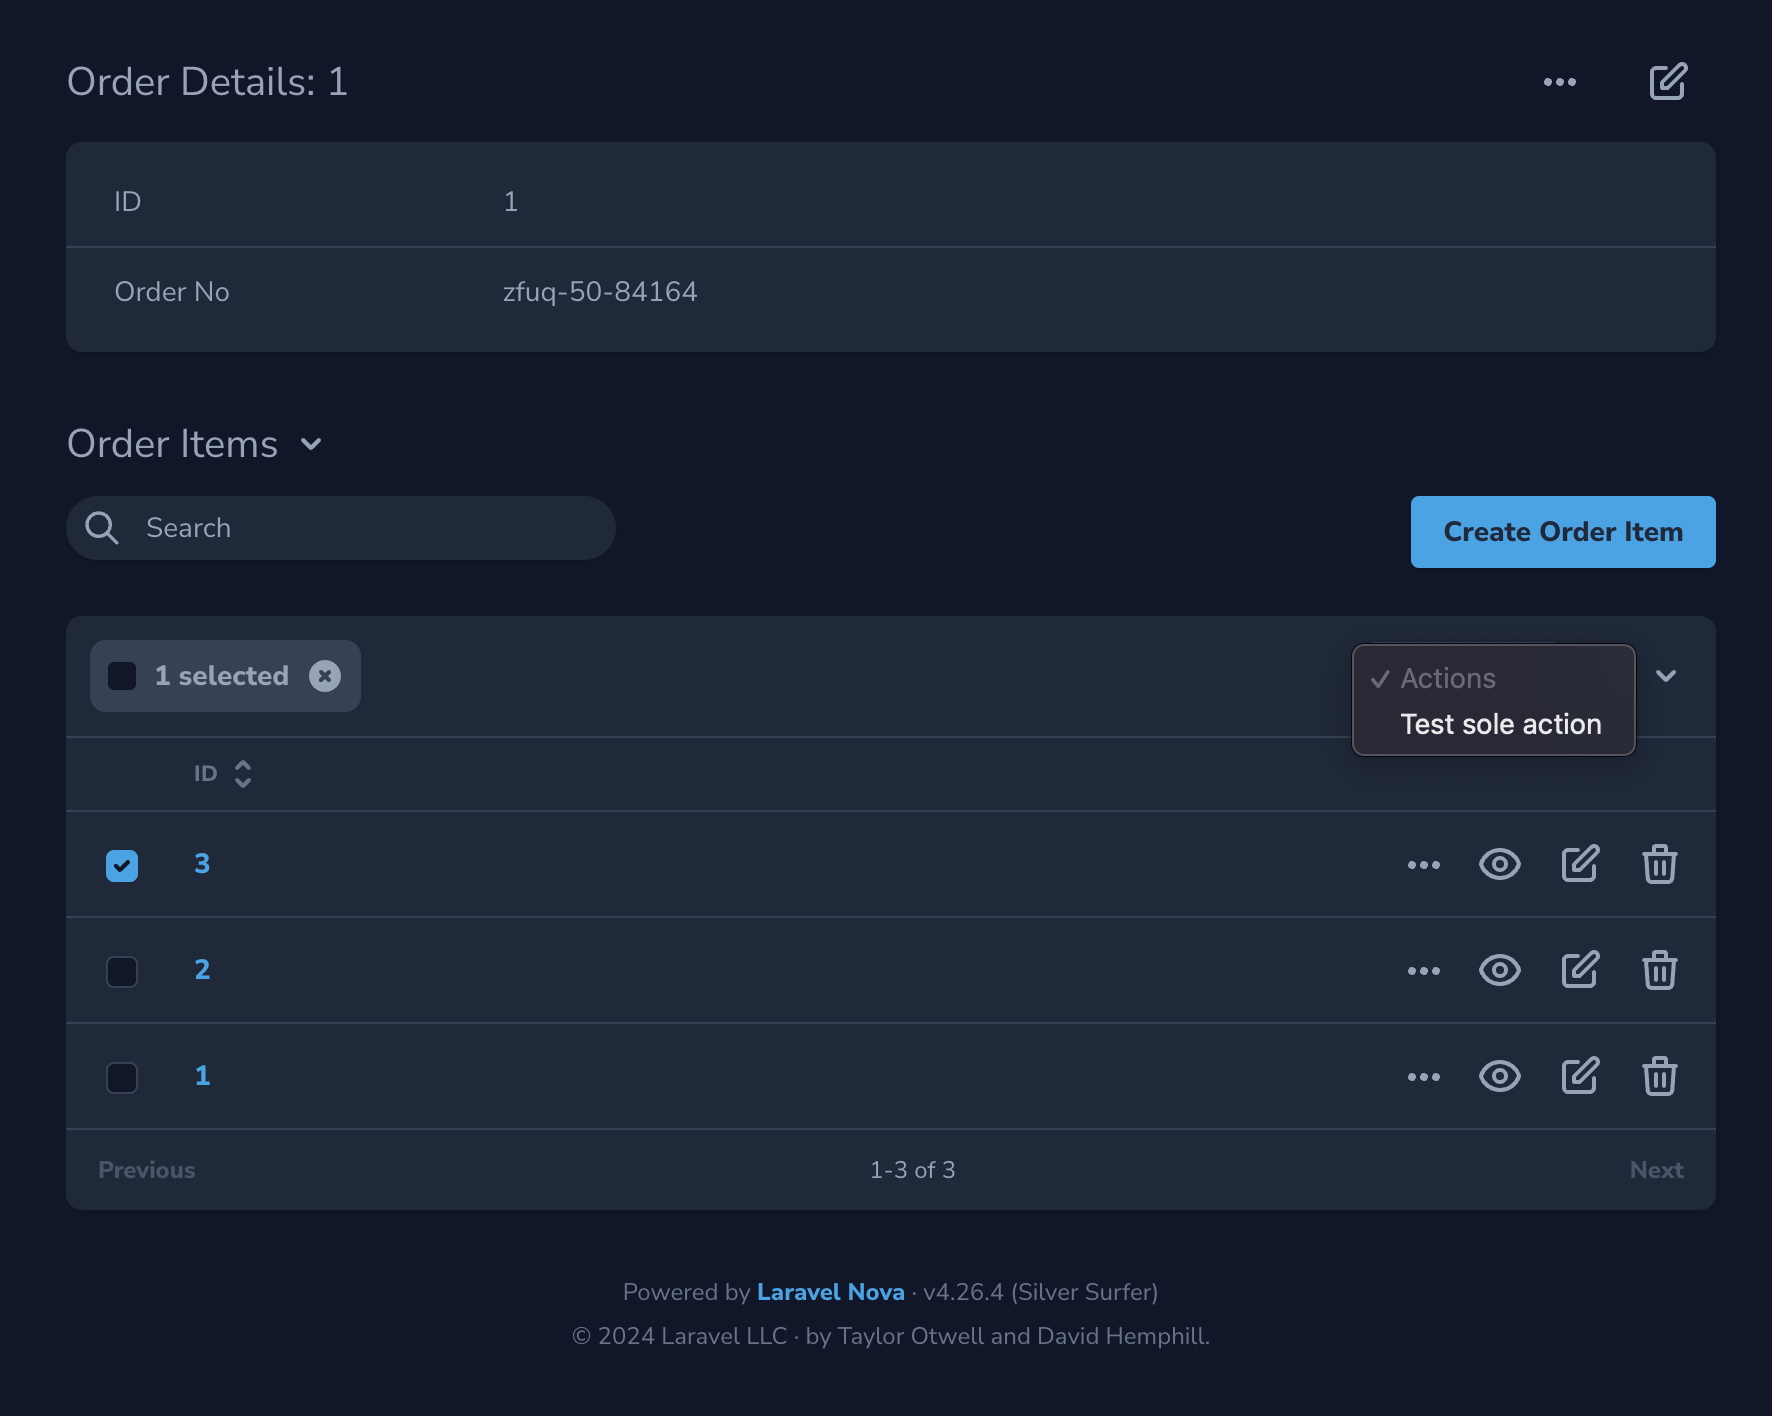 Order Details: 1
ID 1
Order No zfuq-50-84164
Order Items
Search
Create Order Item
1 selected
Actions
Test sole action
ID
3
2
1
Previous 1-3 of 3 Next
Powered by Laravel Nova · v4.26.4 (Silver Surfer)
© 2024 Laravel LLC · by Taylor Otwell and David Hemphill.